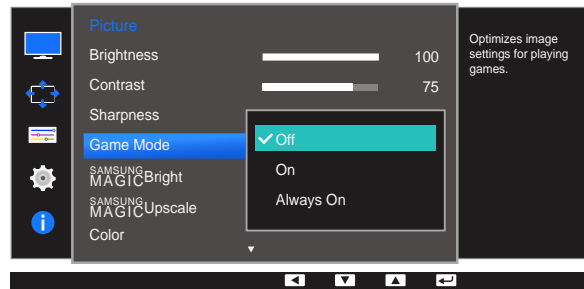 Picture
Brightness 100
Contrast 75
Sharpness
Game Mode
SAMSUNG
MAGICBright
SAMSUNG
MAGICUpscale
Color
Off
On
Always On
Optimizes image
settings for playing
games.